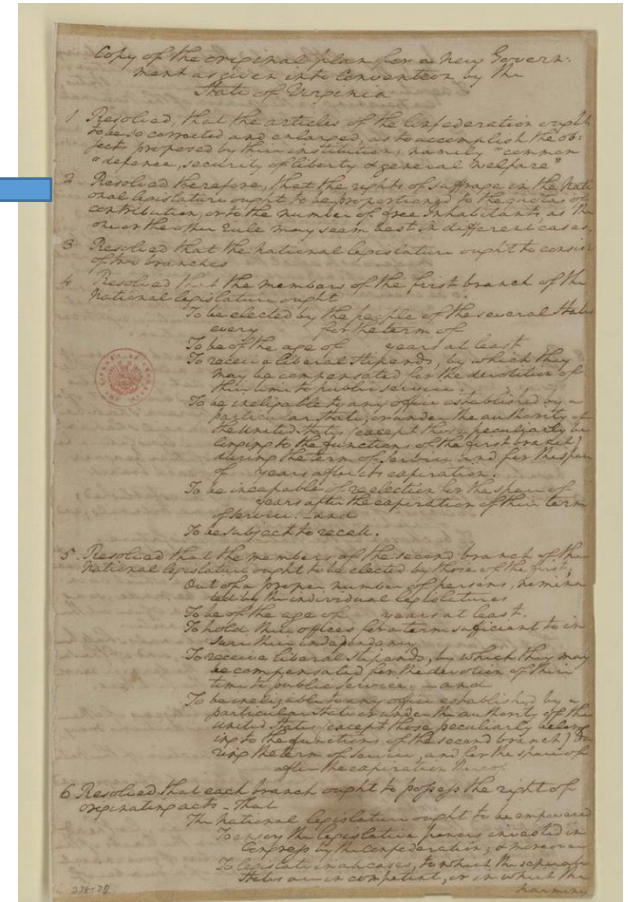 Copy of the original plan for a new Govern-
ment as given into Convention by the
State of Virginia
1 Resolved, that the articles of the Confederation ought
to be so corrected and enlarged, as to accomplish the ob-
jects proposed by their institution, namely "common
"defence, security of liberty & general welfare"
2. Resolved therefore, that the rights of Suffrage in the Nati
onal legislature ought to be proportioned to the quotas of
contribution, or to the number of free Inhabitants, as the
one or the other rule may seem best in different cases.
3 Resolved that the national legislature ought to consist
of two branches
4 Resolved that the members of the first branch of the
national legislature ought
To be elected by the people of the several States
every for the term of
To be of the age of years at least
To receive liberal stipends, by which they
may be compensated for the devotion of
their time to public service:
To be ineligible to any office established by a
particular State, or under the authority of
the united States (except those peculiarly be
longing to the functions of the first branch)
during the term of service and for the space
of years after its expiration;
To be incapable of reelection for the space of
years after the expiration of their term
of service. and
To be subject to recall.
5. Resolved that the members of the second branch of the
national legislature ought to be elected by those of the first,
Out of a proper number of persons, nomina
ted by the individual legislatures
To be of the age of years at least.
To hold their offices for a term sufficient to in
sure their independency
To receive liberal stipends, by which they may
be compensated for the devotion of their
time to public service: and
To be ineligible to any office established by a
particular State or under the authority of the
united States (except those peculiarly belong
ing to the functions of the second branch) du
ring the term of service, and for the space of
after the expiration thereof
6 Resolved that each branch ought to possess the right of
originating acts - That
The national legislature ought to be empowered
To enjoy the legislative powers invested in
Congress by the Confederation; & moreover
To legislate in all cases, to which the separate
States are incompetent, or in which the
harmony